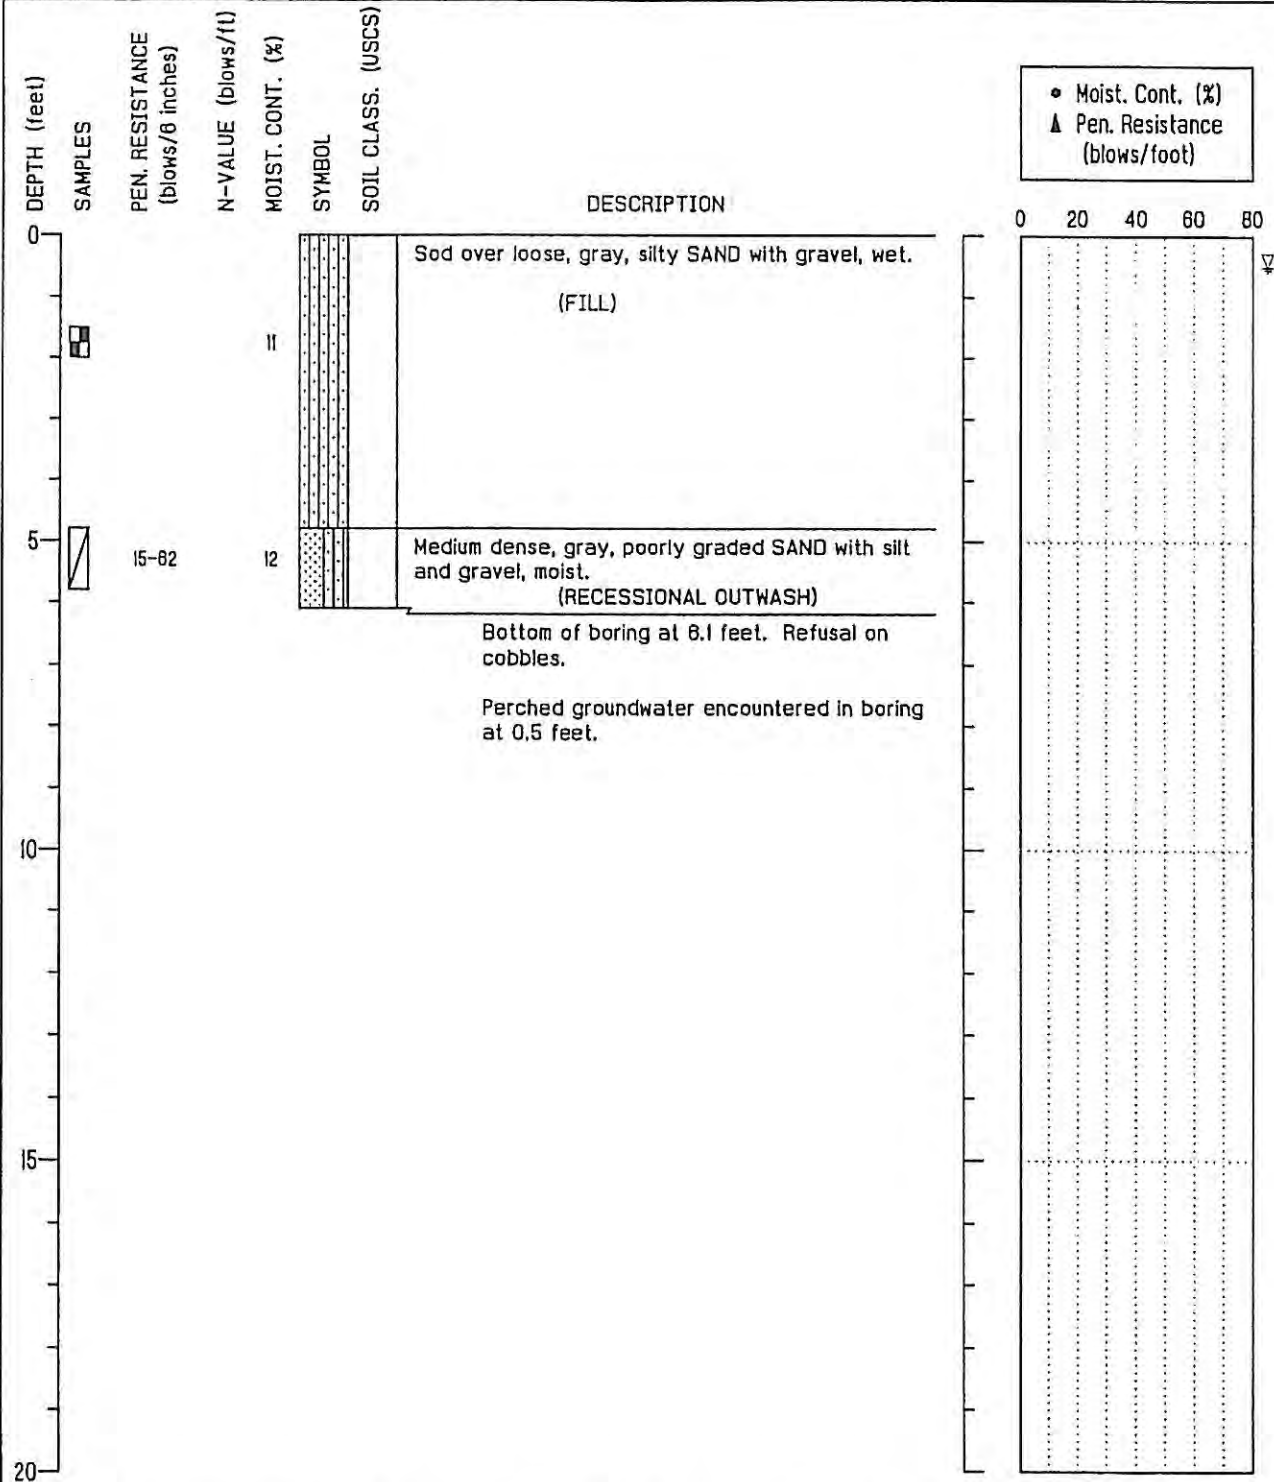 DEPTH (feet)
SAMPLES
PEN. RESISTANCE
(blows/6 inches)
N-VALUE (blows/ft)
MOIST. CONT. (%)
SYMBOL
SOIL CLASS. (USCS)
DESCRIPTION
• Moist. Cont. (%)
▲ Pen. Resistance
(blows/foot)
0 20 40 60 80
0
Sod over loose, gray, silty SAND with gravel, wet.
(FILL)
11
5
15-62
12
Medium dense, gray, poorly graded SAND with silt
and gravel, moist.
(RECESSIONAL OUTWASH)
Bottom of boring at 6.1 feet. Refusal on
cobbles.
Perched groundwater encountered in boring
at 0.5 feet.
10
15
20